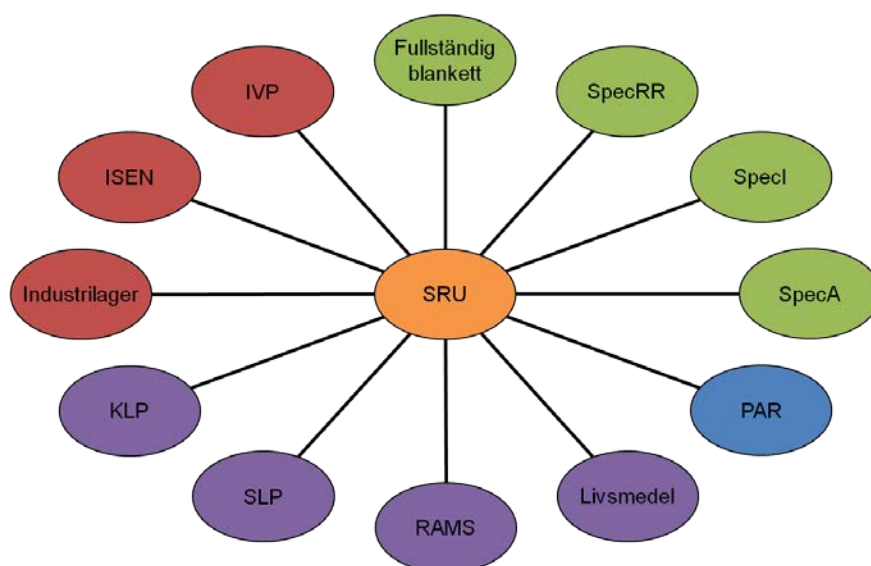 Fullständig
blankett
IVP
SpecRR
ISEN
SpecI
Industrilager
SRU
SpecA
KLP
PAR
SLP
Livsmedel
RAMS